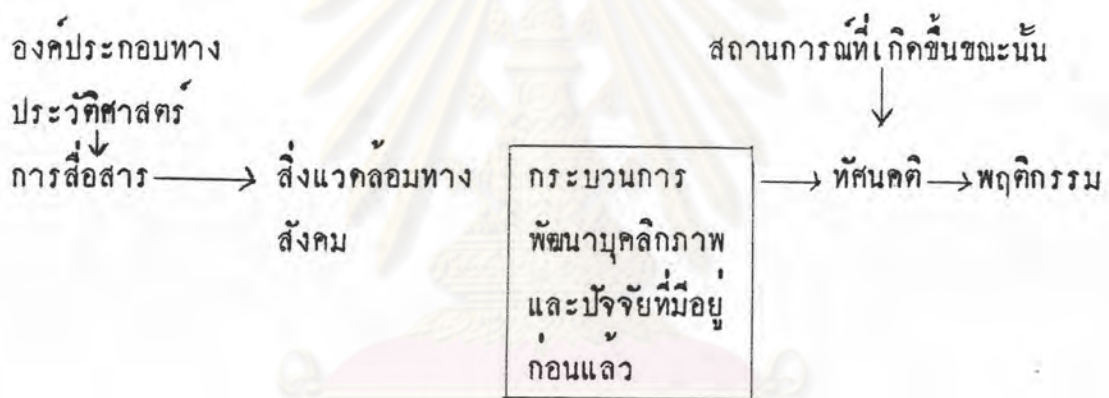 องค์ประกอบทาง
ประวัติศาสตร์
การสื่อสาร
สิ่งแวดล้อมทาง
สังคม
กระบวนการ
พัฒนาบุคลิกภาพ
และปัจจัยที่มีอยู่
ก่อนแล้ว
สถานการณ์ที่เกิดขึ้นขณะนั้น
ทัศนคติ
พฤติกรรม